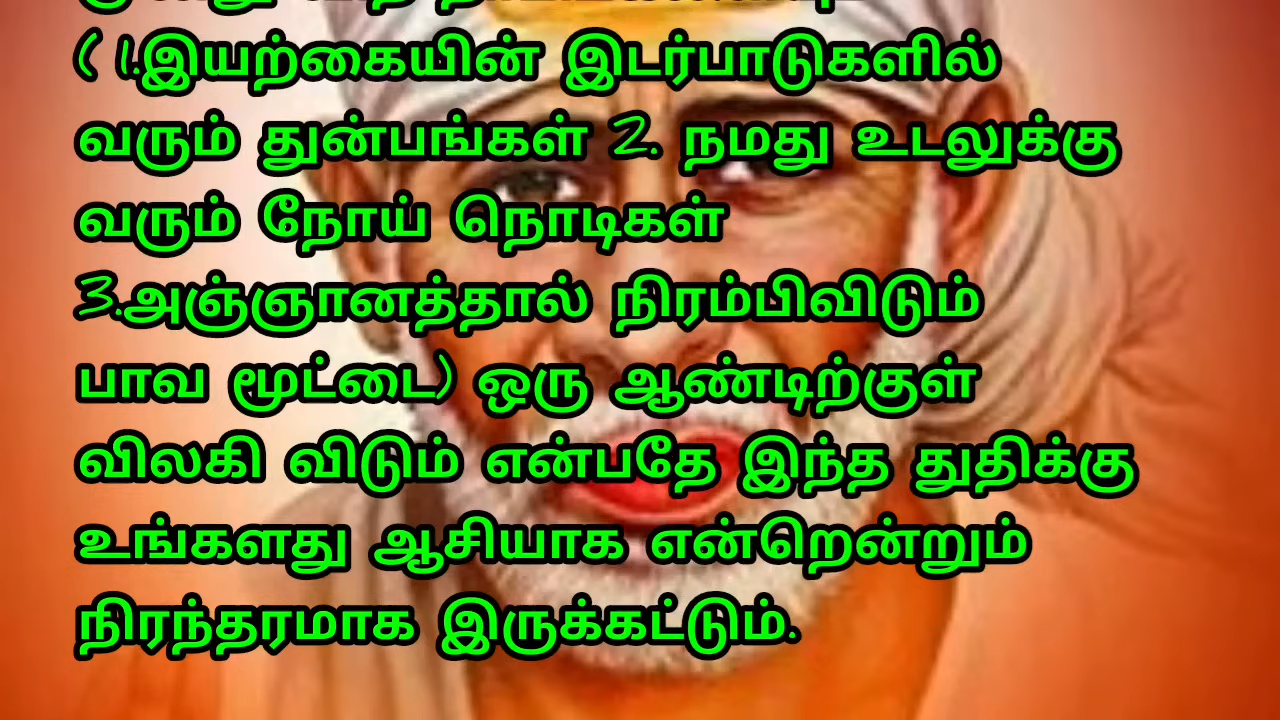 ( 1.இயற்கையின் இடர்பாடுகளில்
வரும் துன்பங்கள் 2. நமது உடலுக்கு
வரும் நோய் நொடிகள்
3.அஞ்ஞானத்தால் நிரம்பிவிடும்
பாவ மூட்டை) ஒரு ஆண்டிற்குள்
விலகி விடும் என்பதே இந்த துதிக்கு
உங்களது ஆசியாக என்றென்றும்
நிரந்தரமாக இருக்கட்டும்.